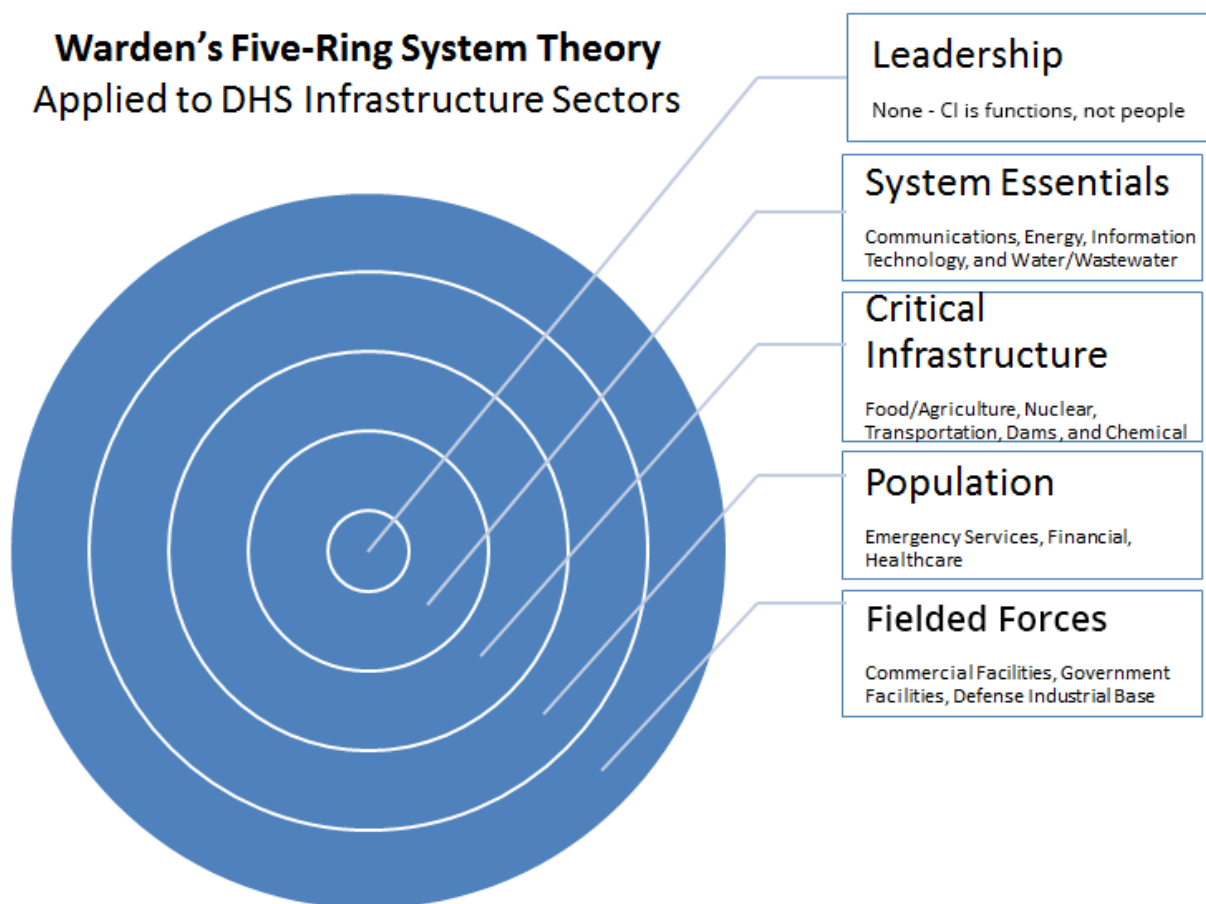 Warden's Five-Ring System Theory
Applied to DHS Infrastructure Sectors
Leadership
None - CI is functions, not people
System Essentials
Communications, Energy, Information
Technology, and Water/Wastewater
Critical
Infrastructure
Food/Agriculture, Nuclear,
Transportation, Dams, and Chemical
Population
Emergency Services, Financial,
Healthcare
Fielded Forces
Commercial Facilities, Government
Facilities, Defense Industrial Base